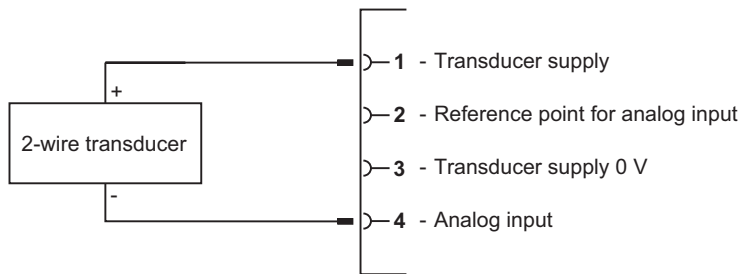 1 - Transducer supply
+
2 - Reference point for analog input
2-wire transducer
3 - Transducer supply 0 V
-
4 - Analog input